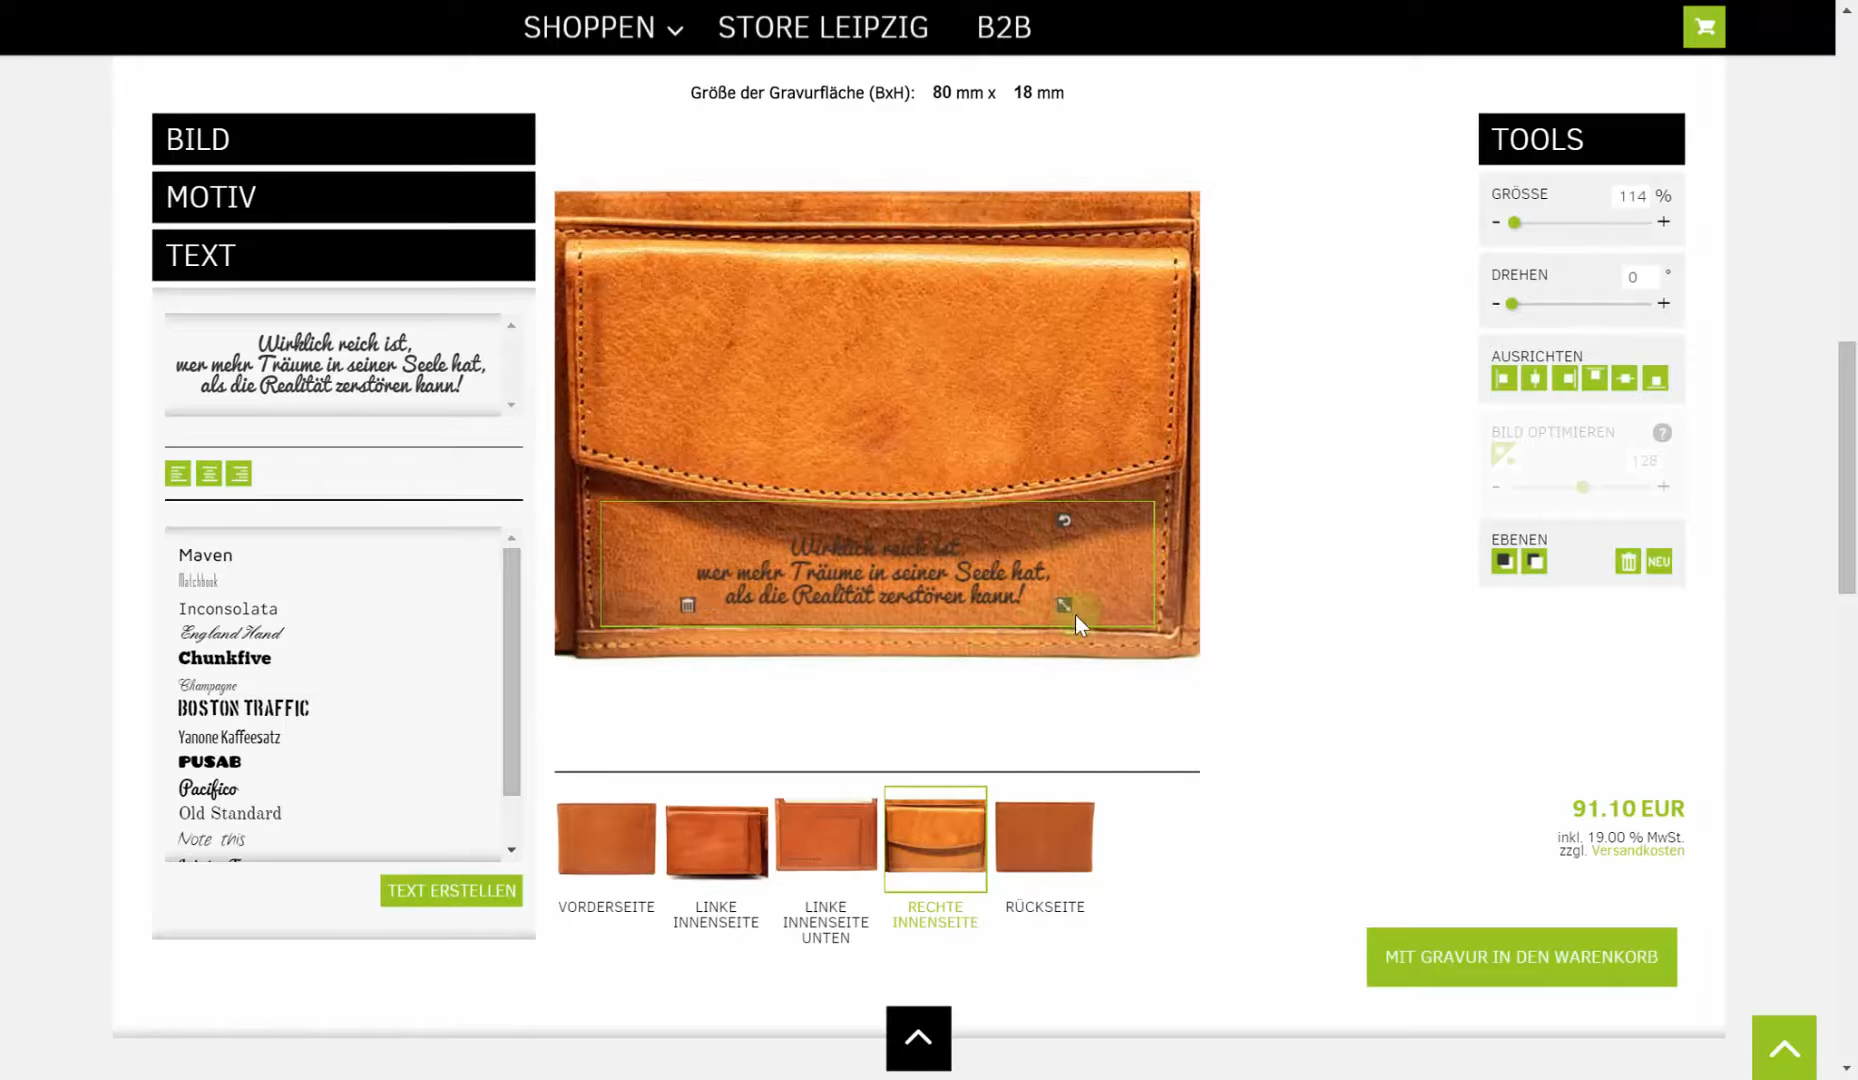 SHOPPEN
STORE LEIPZIG
B2B
Größe der Gravurfläche (BxH): 80 mm x 18 mm
BILD
MOTIV
TEXT
Wirklich reich ist,
wer mehr Träume in seiner Seele hat,
als die Realität zerstören kann!
Maven
Matchbook
Inconsolata
England Hand
Chunkfive
Champagne
BOSTON TRAFFIC
Yanone Kaffeesatz
PUSAB
Pacifico
Old Standard
Note this
TEXT ERSTELLEN
Wirklich reich ist,
wer mehr Träume in seiner Seele hat,
als die Realität zerstören kann!
VORDERSEITE
LINKE
INNENSEITE
LINKE
INNENSEITE
UNTEN
RECHTE
INNENSEITE
RÜCKSEITE
TOOLS
GRÖSSE 114 %
- +
DREHEN 0 °
- +
AUSRICHTEN
BILD OPTIMIEREN ?
128
- +
EBENEN
NEU
91.10 EUR
inkl. 19.00 % MwSt.
zzgl. Versandkosten
MIT GRAVUR IN DEN WARENKORB